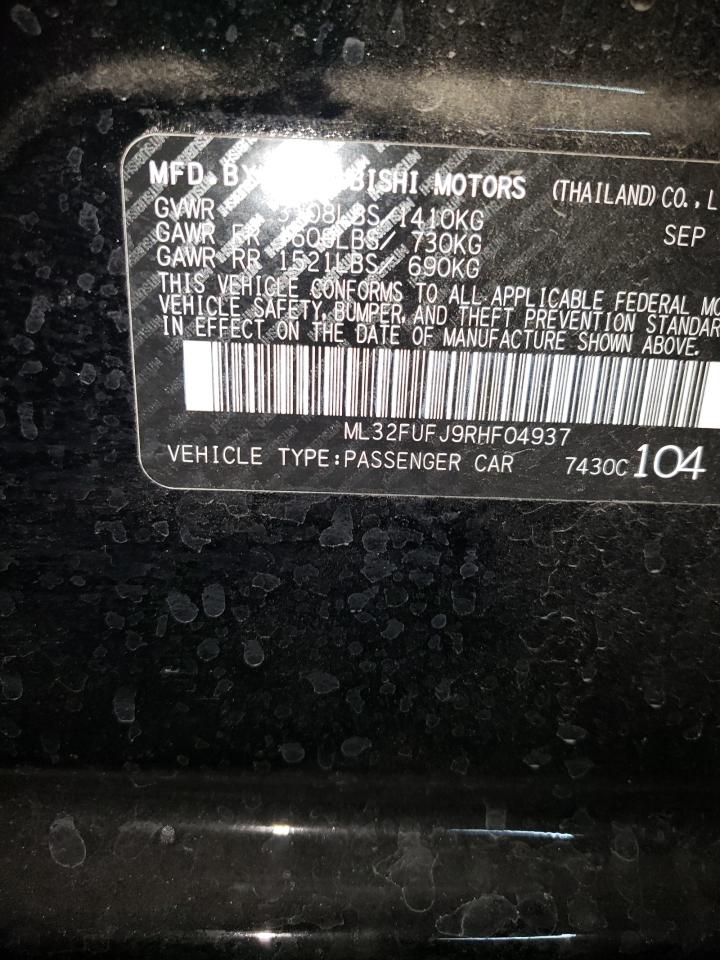 MFD BY BISHI MOTORS (THAILAND) CO., L
GVWR LBS/1410KG
SEP
GAWR FR 1609LBS/ 730KG
GAWR RR 1521LBS 690KG
THIS VEHICLE CONFORMS TO ALL APPLICABLE FEDERAL MO
VEHICLE SAFETY, BUMPER, AND THEFT PREVENTION STANDAR
IN EFFECT ON THE DATE OF MANUFACTURE SHOWN ABOVE.
ML32FUFJ9RHF04937
VEHICLE TYPE:PASSENGER CAR 7430C 104